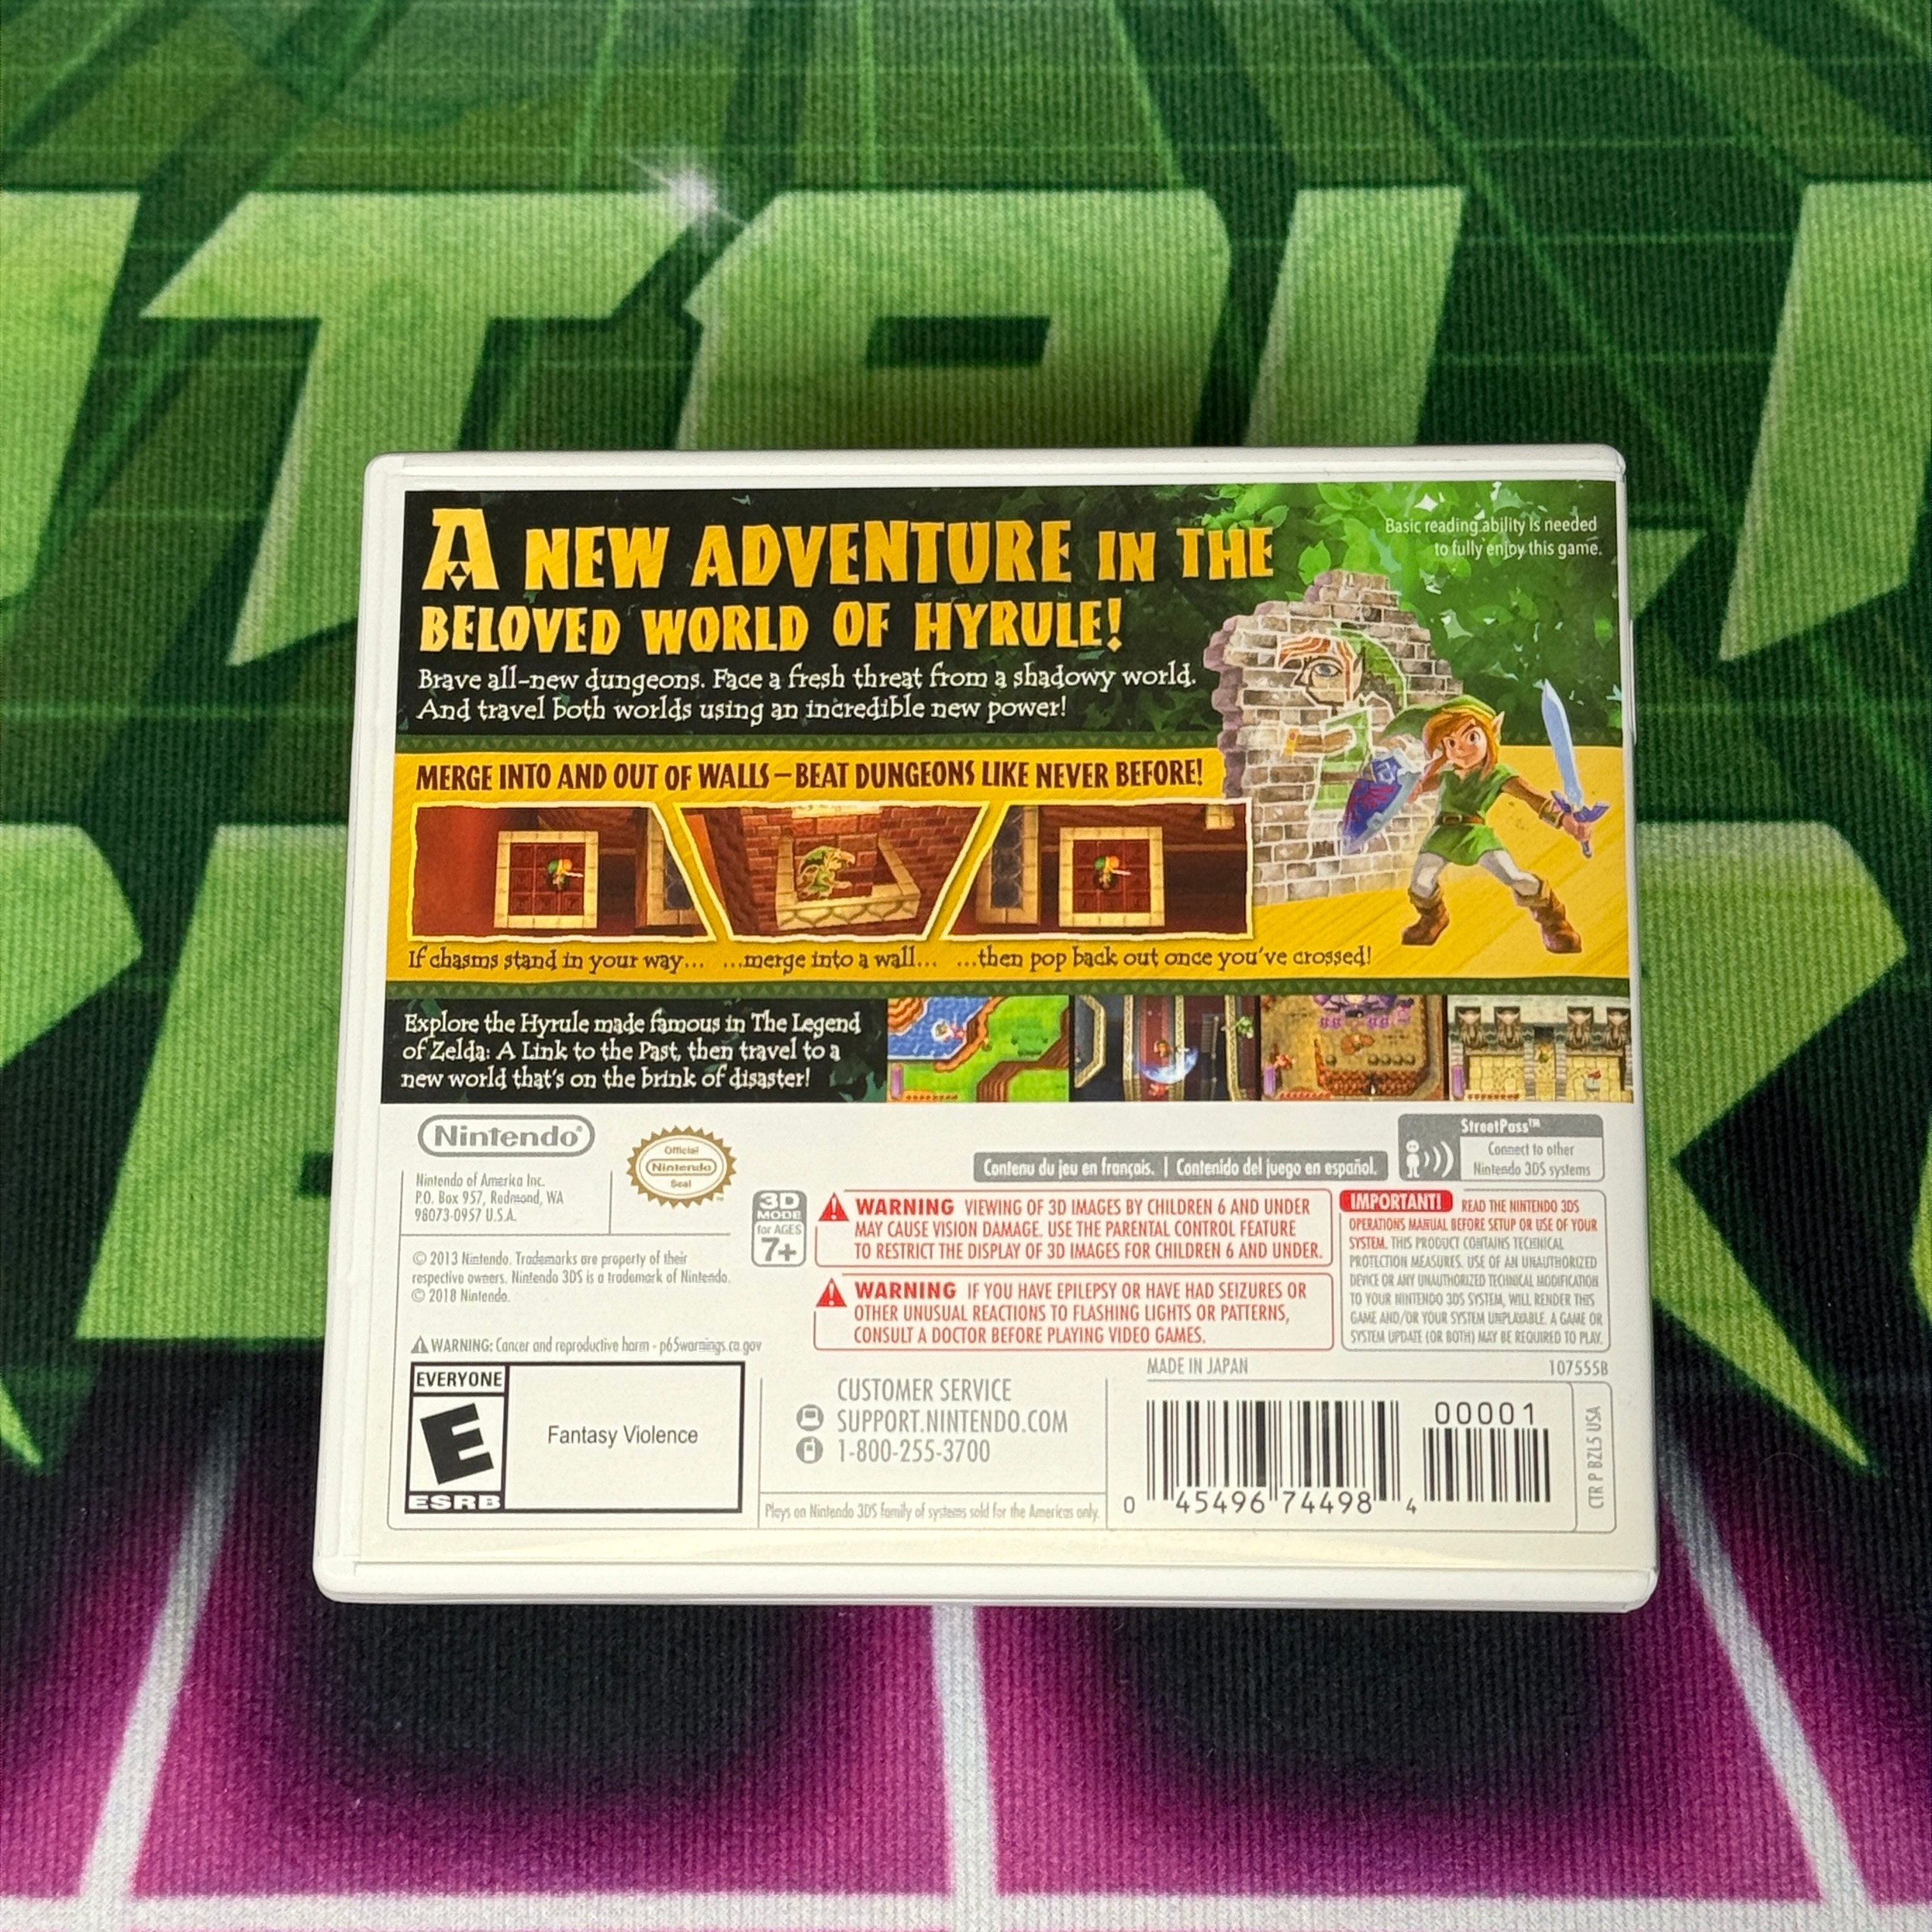 A NEW ADVENTURE IN THE
BELOVED WORLD OF HYRULE!
Basic reading ability is needed
to fully enjoy this game.
Brave all-new dungeons. Face a fresh threat from a shadowy world.
And travel both worlds using an incredible new power!
MERGE INTO AND OUT OF WALLS—BEAT DUNGEONS LIKE NEVER BEFORE!
If chasms stand in your way... ...merge into a wall... ...then pop back out once you've crossed!
Explore the Hyrule made famous in The Legend
of Zelda: A Link to the Past, then travel to a
new world that's on the brink of disaster!
Nintendo®
Official
Nintendo
Seal
™
Nintendo of America Inc.
P.O. Box 957, Redmond, WA
98073-0957 U.S.A.
© 2013 Nintendo. Trademarks are property of their
respective owners. Nintendo 3DS is a trademark of Nintendo.
© 2018 Nintendo.
Contenu du jeu en français. | Contenido del juego en español.
StreetPass™
Connect to other
Nintendo 3DS systems
3D
MODE
for AGES
7+
WARNING VIEWING OF 3D IMAGES BY CHILDREN 6 AND UNDER
MAY CAUSE VISION DAMAGE. USE THE PARENTAL CONTROL FEATURE
TO RESTRICT THE DISPLAY OF 3D IMAGES FOR CHILDREN 6 AND UNDER.
WARNING IF YOU HAVE EPILEPSY OR HAVE HAD SEIZURES OR
OTHER UNUSUAL REACTIONS TO FLASHING LIGHTS OR PATTERNS,
CONSULT A DOCTOR BEFORE PLAYING VIDEO GAMES.
IMPORTANT! READ THE NINTENDO 3DS
OPERATIONS MANUAL BEFORE SETUP OR USE OF YOUR
SYSTEM. THIS PRODUCT CONTAINS TECHNICAL
PROTECTION MEASURES. USE OF AN UNAUTHORIZED
DEVICE OR ANY UNAUTHORIZED TECHNICAL MODIFICATION
TO YOUR NINTENDO 3DS SYSTEM, WILL RENDER THIS
GAME AND/OR YOUR SYSTEM UNPLAYABLE. A GAME OR
SYSTEM UPDATE (OR BOTH) MAY BE REQUIRED TO PLAY.
WARNING: Cancer and reproductive harm - p65warnings.ca.gov
EVERYONE
E
ESRB
Fantasy Violence
CUSTOMER SERVICE
SUPPORT.NINTENDO.COM
1-800-255-3700
Plays on Nintendo 3DS family of systems sold for the Americas only.
MADE IN JAPAN
107555B
00001
0 45496 74498 4
CTR P BZL5 USA